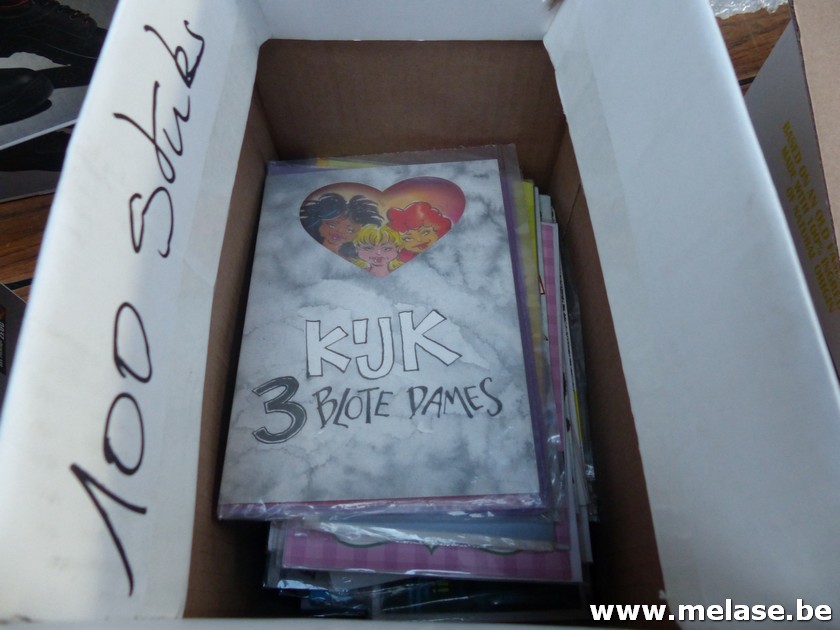 100 stuks
KIJK
3 BLOTE DAMES
www.melase.be